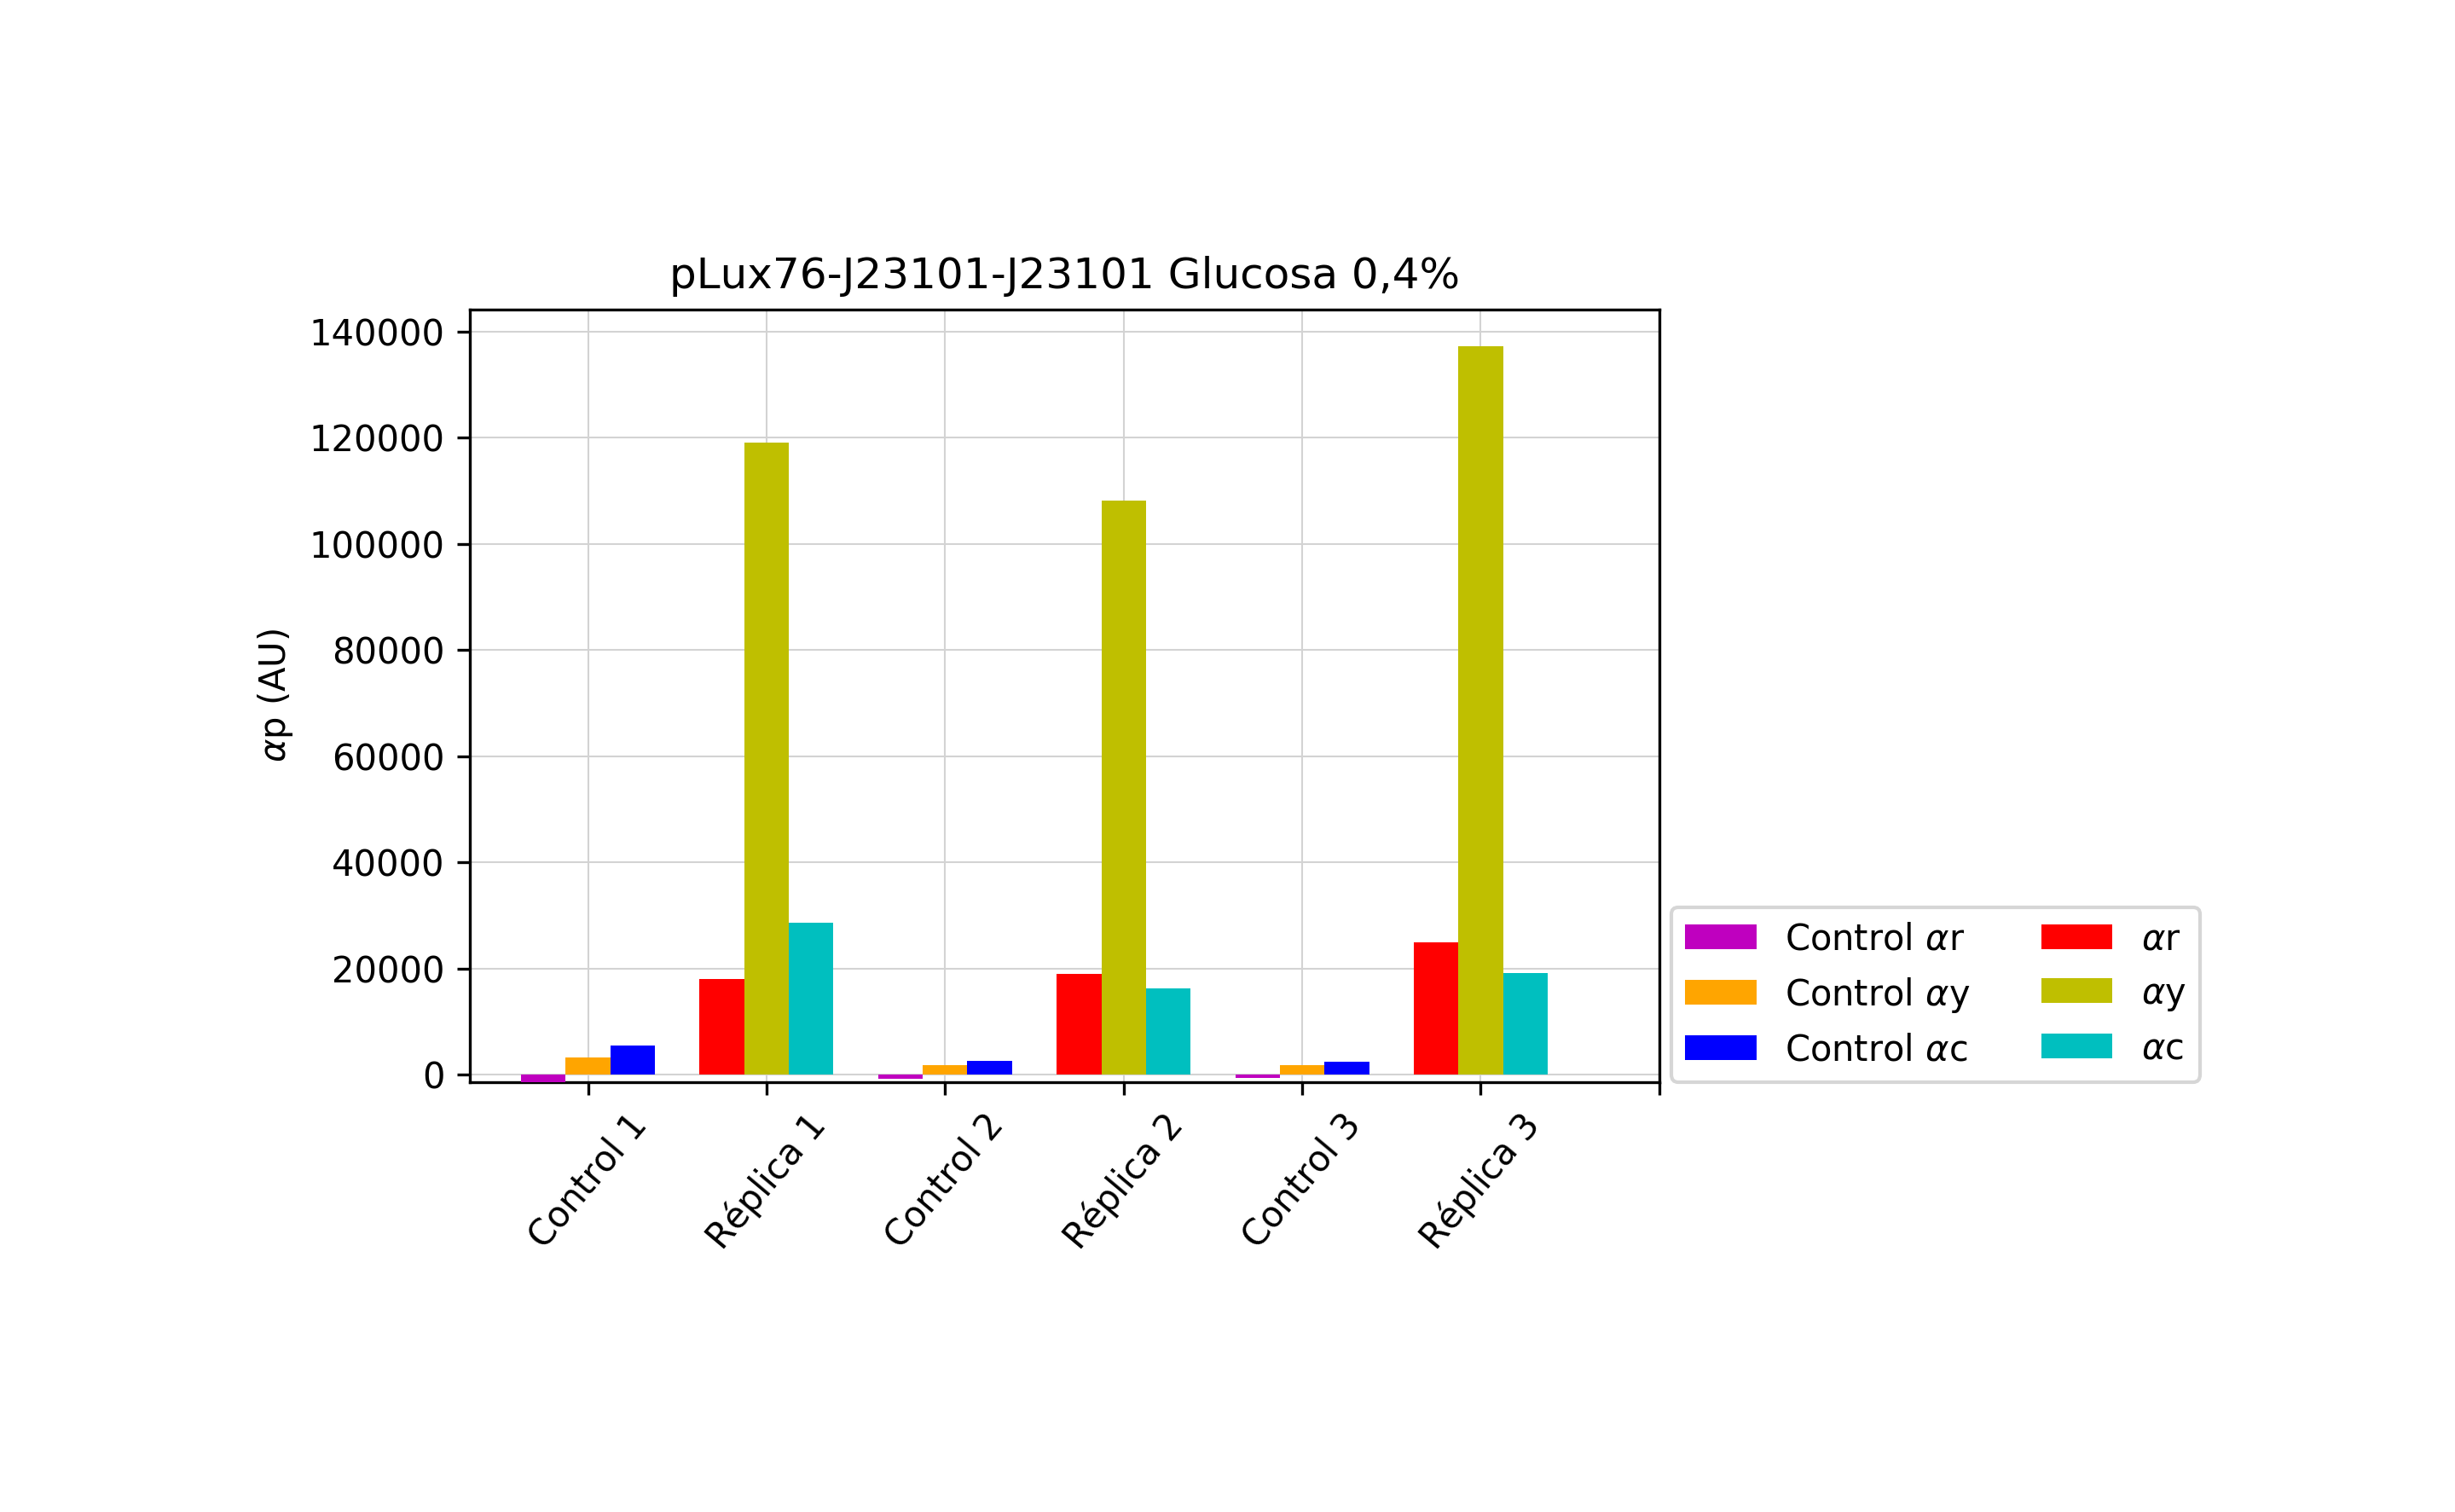 pLux76-J23101-J23101 Glucosa 0,4%
140000
120000
100000
80000
60000
40000
20000
0
αp (AU)
Control 1
Réplica 1
Control 2
Réplica 2
Control 3
Réplica 3
Control αr
Control αy
Control αc
αr
αy
αc